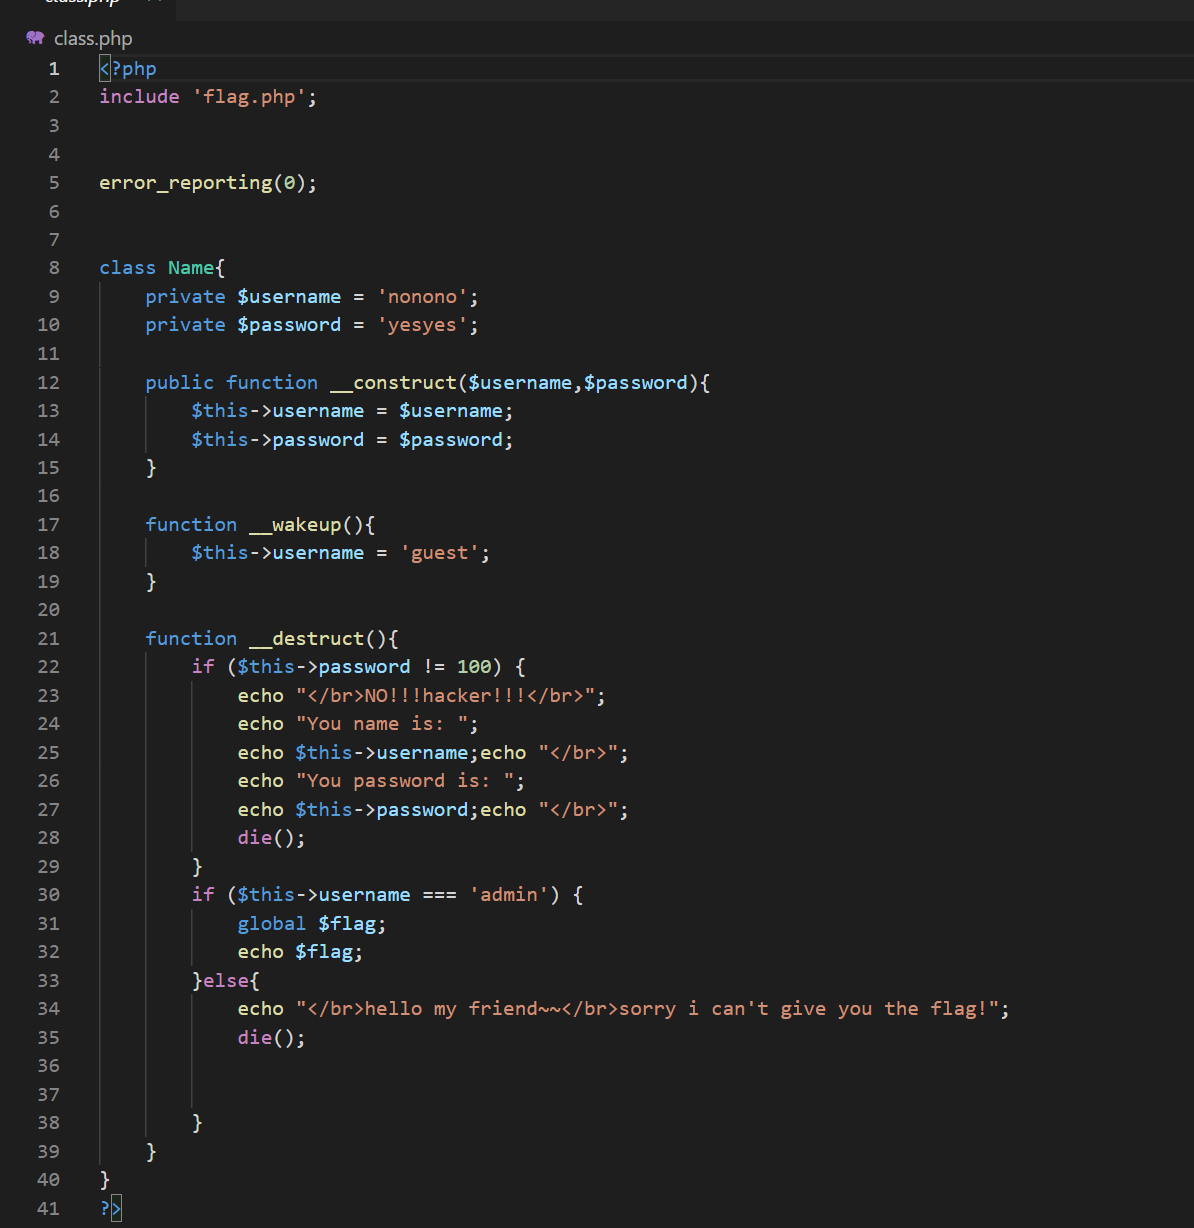 class.php
class.php
1 <?php
2 include 'flag.php';
3
4
5 error_reporting(0);
6
7
8 class Name{
9 private $username = 'nonono';
10 private $password = 'yesyes';
11
12 public function __construct($username,$password){
13 $this->username = $username;
14 $this->password = $password;
15 }
16
17 function __wakeup(){
18 $this->username = 'guest';
19 }
20
21 function __destruct(){
22 if ($this->password != 100) {
23 echo "</br>NO!!!hacker!!!</br>";
24 echo "You name is: ";
25 echo $this->username;echo "</br>";
26 echo "You password is: ";
27 echo $this->password;echo "</br>";
28 die();
29 }
30 if ($this->username === 'admin') {
31 global $flag;
32 echo $flag;
33 }else{
34 echo "</br>hello my friend~~</br>sorry i can't give you the flag!";
35 die();
36
37
38 }
39 }
40 }
41 ?>